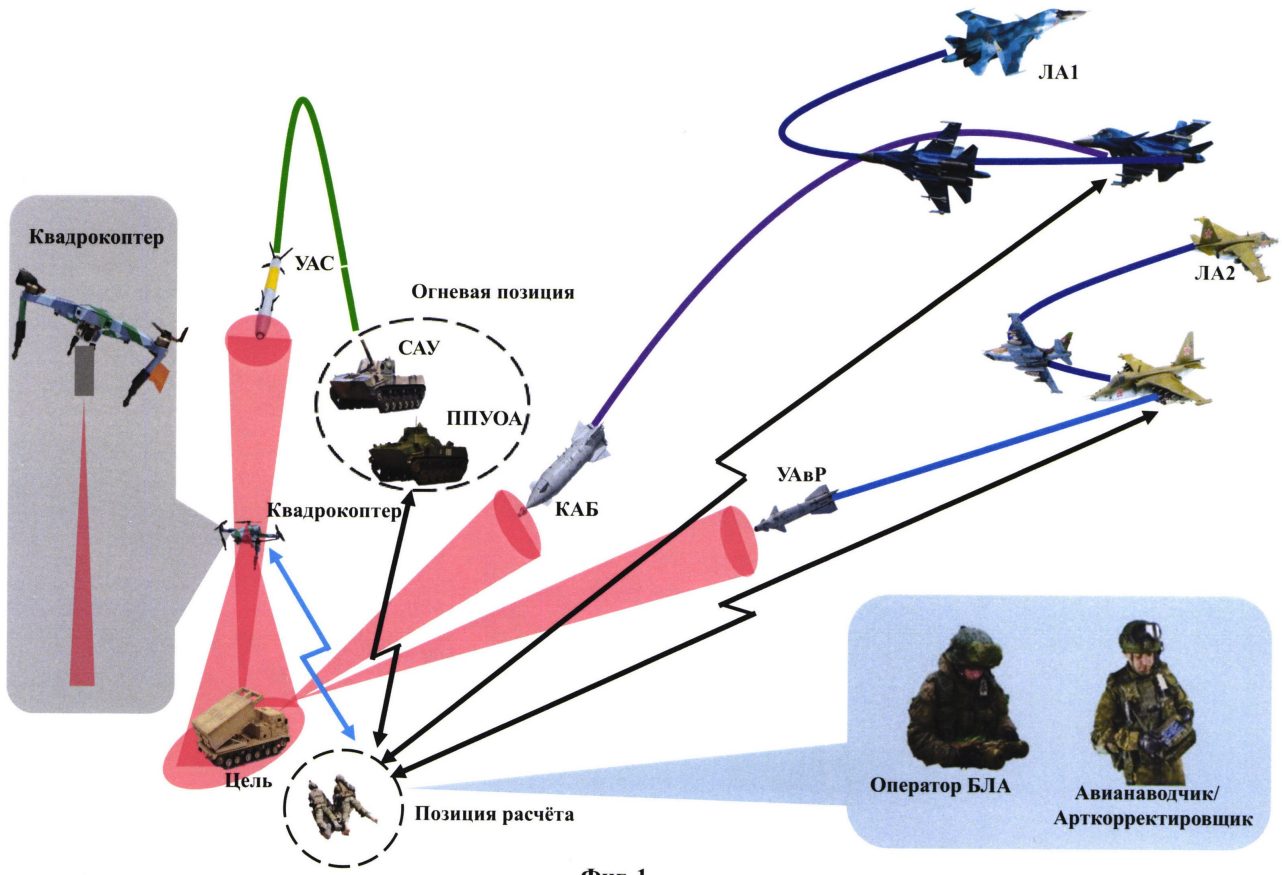 ЛА1
Квадрокоптер
УАС
ЛА2
Огневая позиция
САУ
ППУОА
УАвР
Квадрокоптер
КАБ
Цель
Оператор БЛА
Авианаводчик/
Арткорректировщик
Позиция расчёта